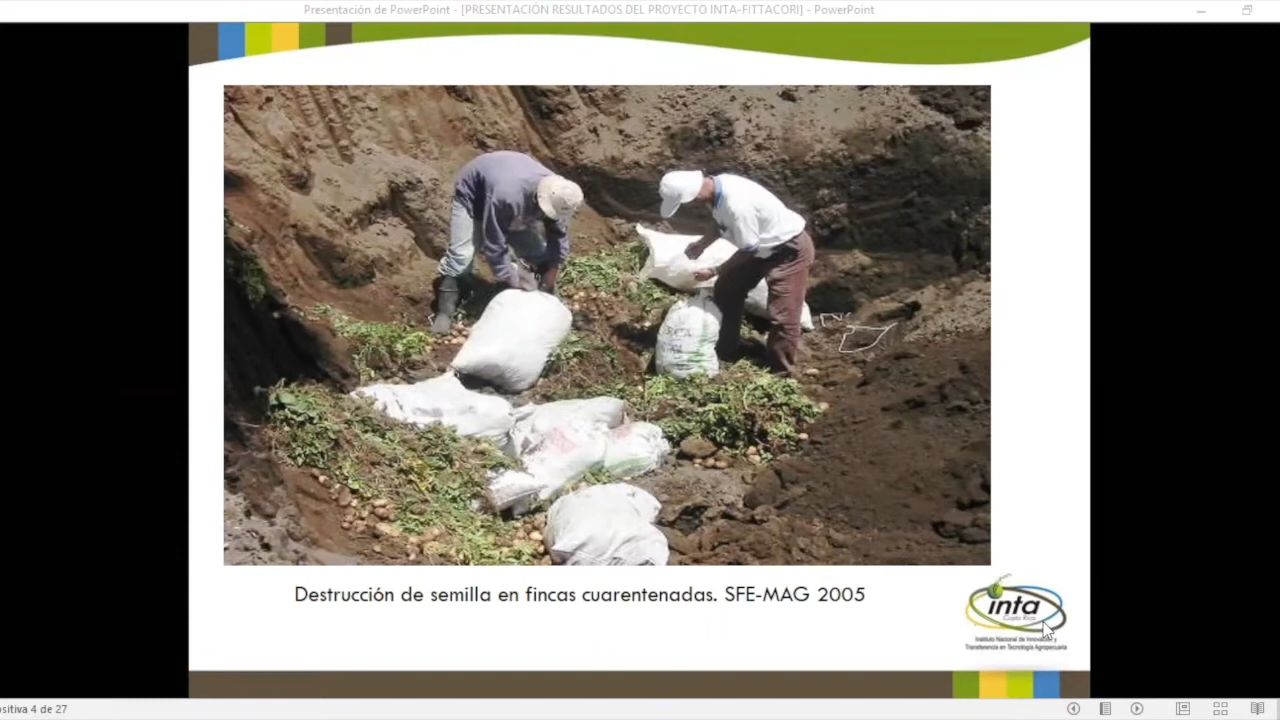 Presentación de PowerPoint - [PRESENTACIÓN RESULTADOS DEL PROYECTO INTA-FITTACORI] - PowerPoint
Destrucción de semilla en fincas cuarentenadas. SFE-MAG 2005
inta
Costa Rica
Instituto Nacional de Innovación y
Transferencia en Tecnología Agropecuaria
ositiva 4 de 27